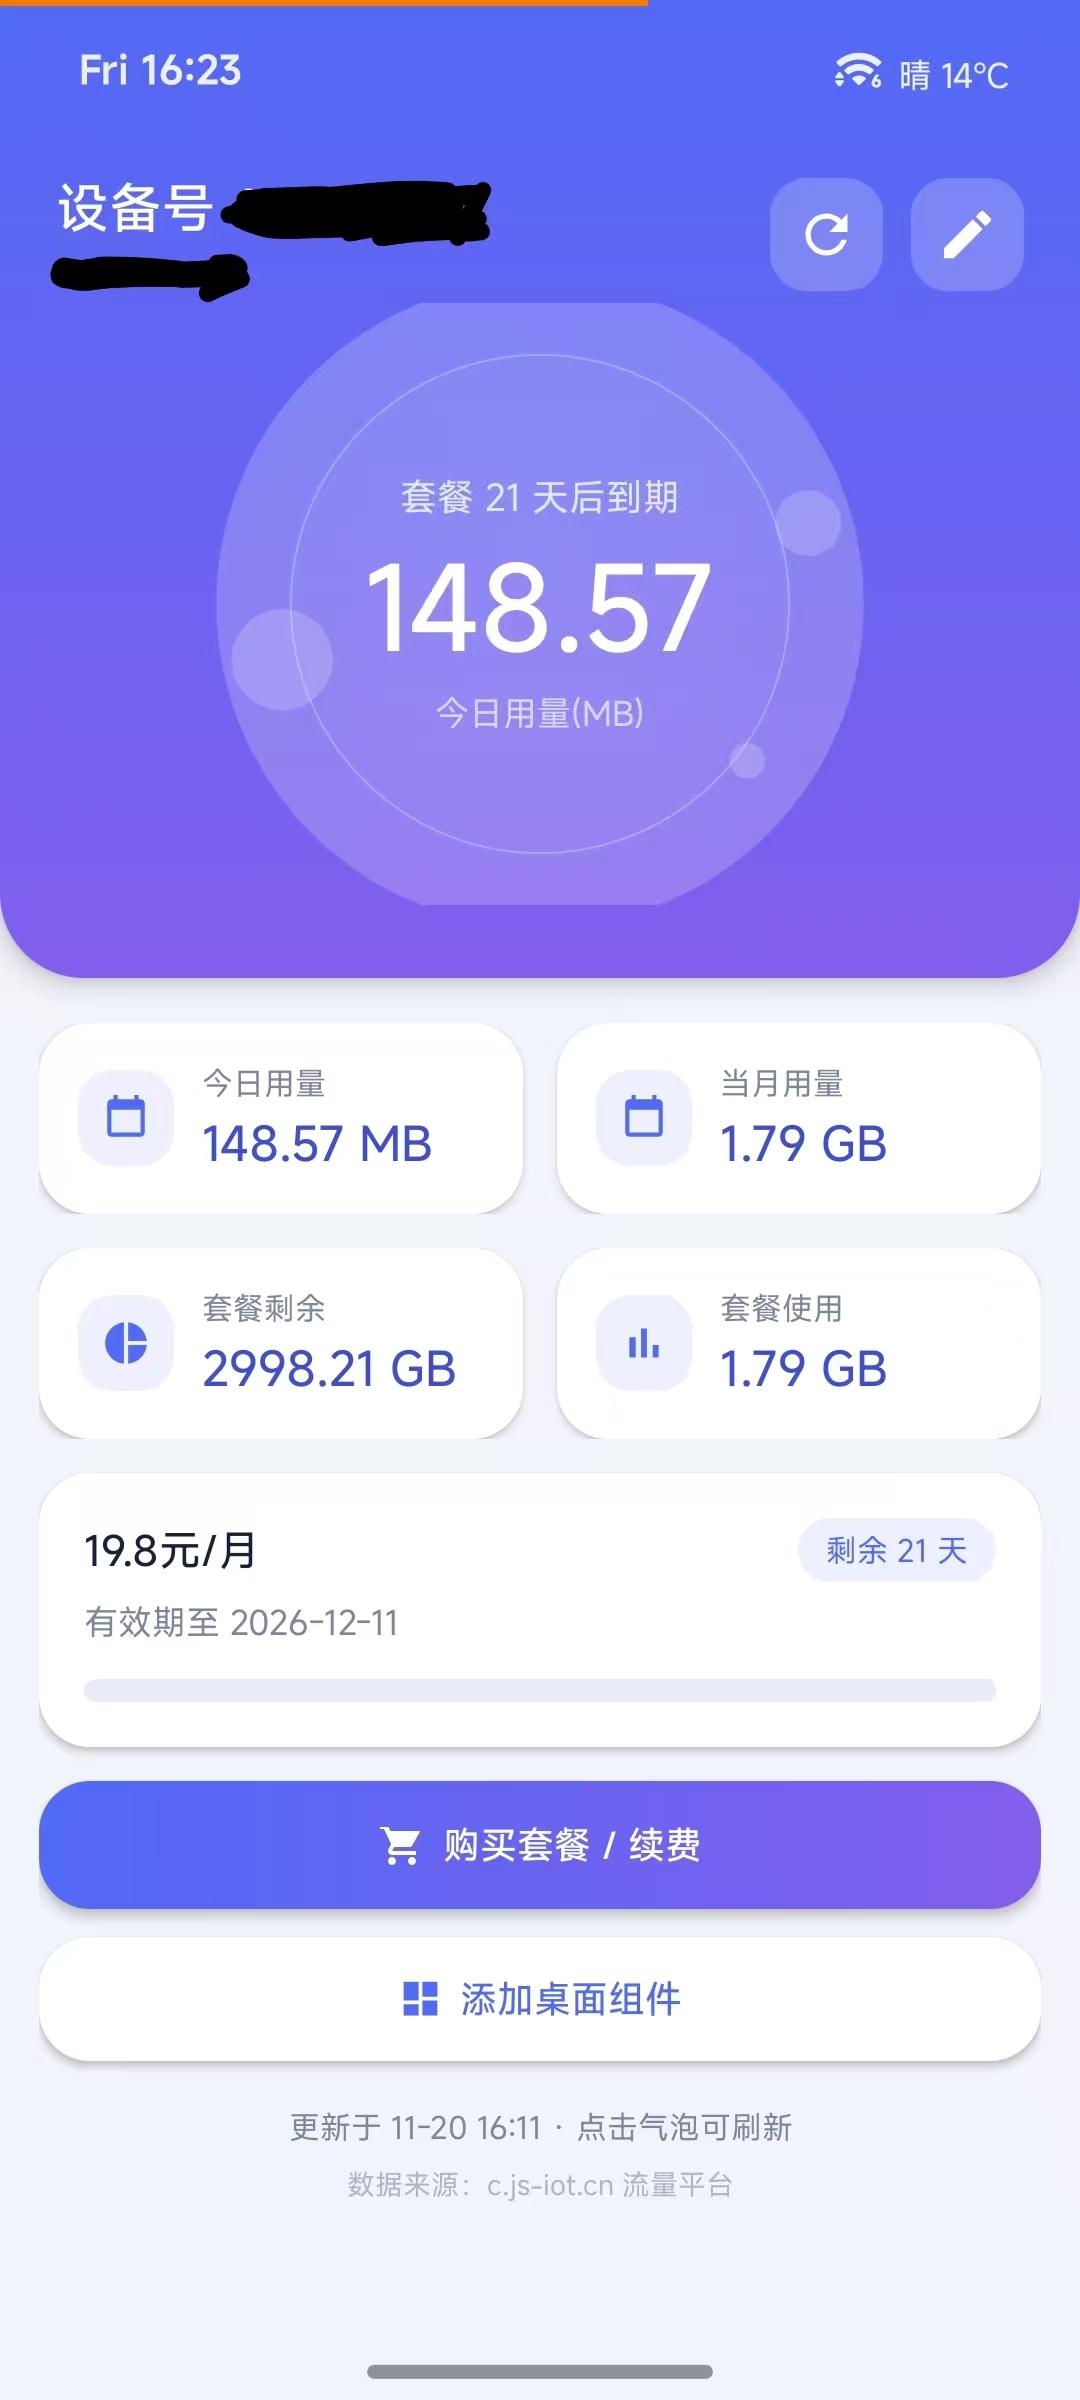 Fri 16:23
晴 14°C
设备号
套餐 21 天后到期
148.57
今日用量(MB)
今日用量
148.57 MB
当月用量
1.79 GB
套餐剩余
2998.21 GB
套餐使用
1.79 GB
19.8元/月
剩余 21 天
有效期至 2026-12-11
购买套餐 / 续费
添加桌面组件
更新于 11-20 16:11 · 点击气泡可刷新
数据来源：c.js-iot.cn 流量平台